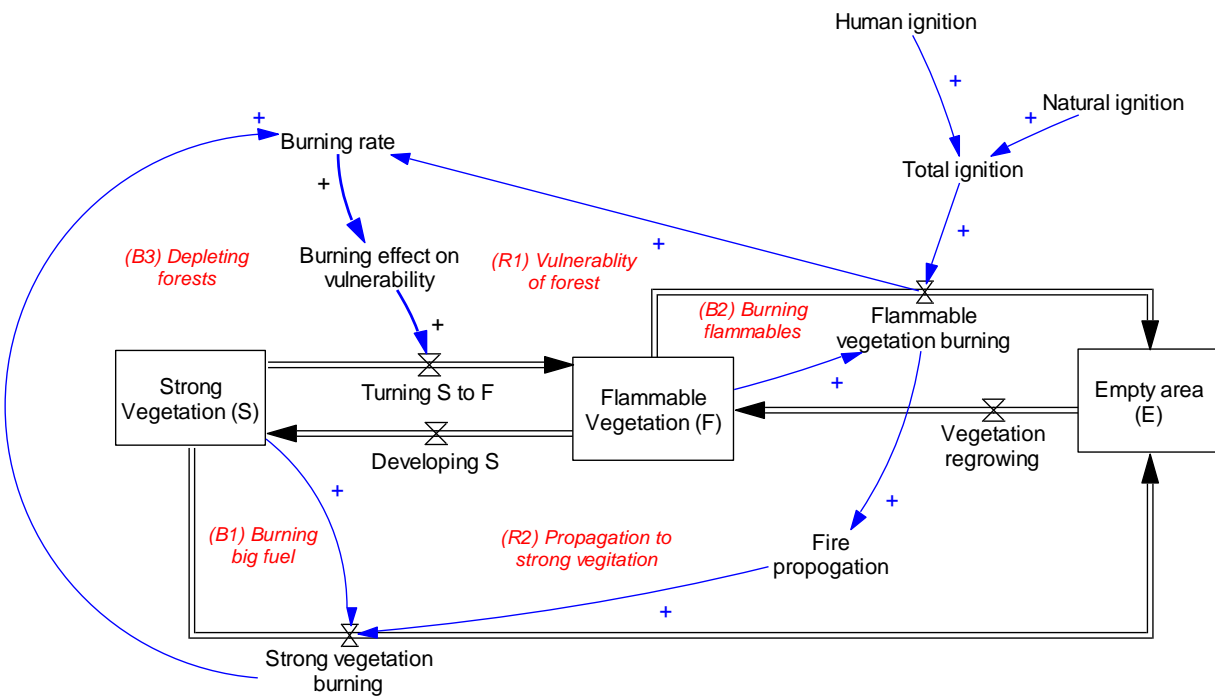 Human ignition
+
Natural ignition
+
+
Burning rate
Total ignition
+
+
+
(B3) Depleting
forests
Burning effect on
vulnerability
(R1) Vulnerablity
of forest
(B2) Burning
flammables
Flammable
vegetation burning
+
Strong
Vegetation (S)
Turning S to F
Flammable
Vegetation (F)
+
Empty area
(E)
Developing S
Vegetation
regrowing
+
+
(B1) Burning
big fuel
(R2) Propagation to
strong vegitation
Fire
propogation
+
Strong vegetation
burning